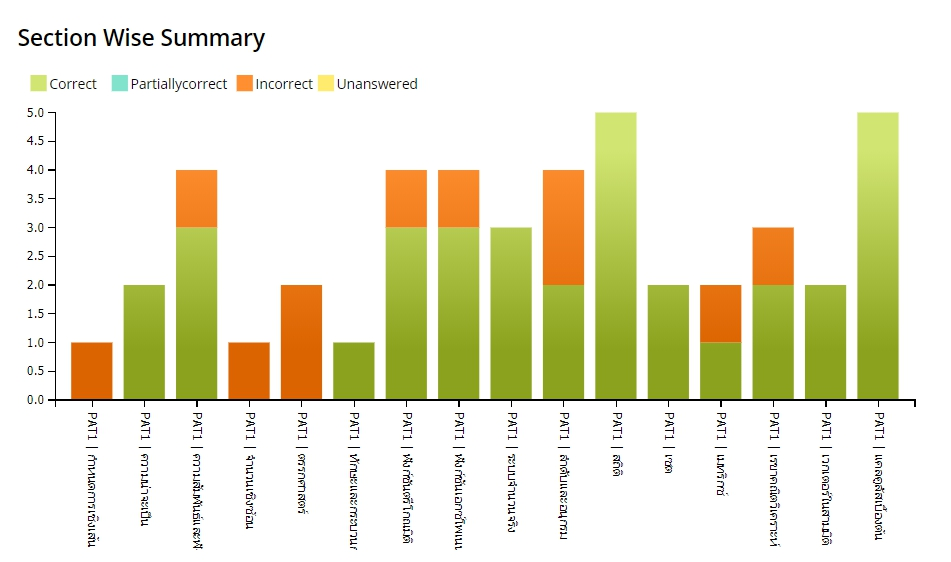 Section Wise Summary
Correct Partiallycorrect Incorrect Unanswered
5.0
4.5
4.0
3.5
3.0
2.5
2.0
1.5
1.0
0.5
0.0
PAT1 | กำหนดการเชิงเส้น
PAT1 | ความน่าจะเป็น
PAT1 | ความสัมพันธ์และฟั
PAT1 | จำนวนเชิงซ้อน
PAT1 | ตรรกศาสตร์
PAT1 | ทักษะและกระบวนก
PAT1 | ฟังก์ชันตรีโกณมิติ
PAT1 | ฟังก์ชันเอกซ์โพเนน
PAT1 | ระบบจำนวนจริง
PAT1 | ลำดับและอนุกรม
PAT1 | สถิติ
PAT1 | เซต
PAT1 | เมทริกซ์
PAT1 | เรขาคณิตวิเคราะห์
PAT1 | เวกเตอร์ในสามมิติ
PAT1 | แคลคูลัสเบื้องต้น